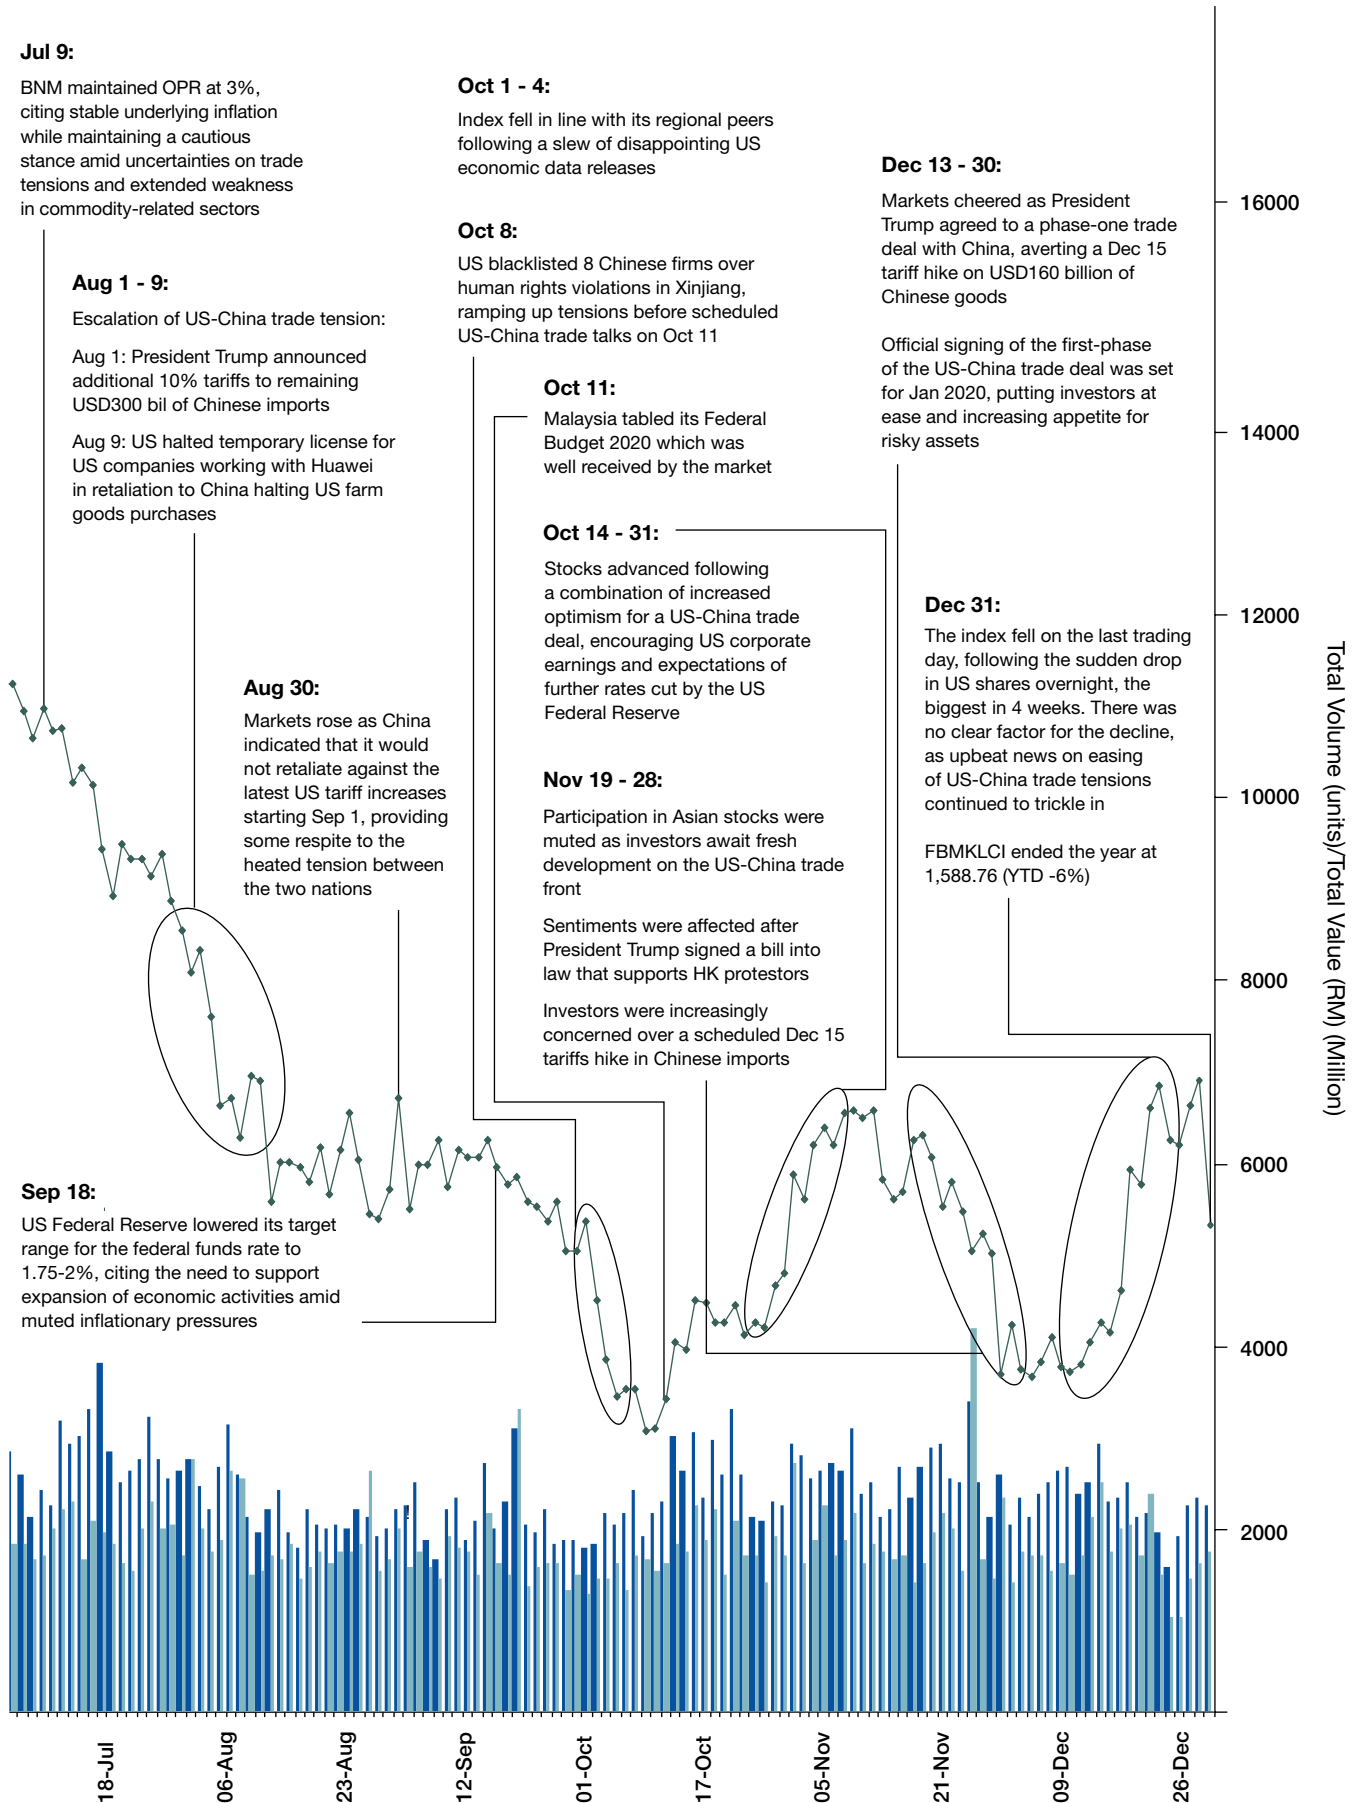 Jul 9:
BNM maintained OPR at 3%,
citing stable underlying inflation
while maintaining a cautious
stance amid uncertainties on trade
tensions and extended weakness
in commodity-related sectors
Aug 1 - 9:
Escalation of US-China trade tension:
Aug 1: President Trump announced
additional 10% tariffs to remaining
USD300 bil of Chinese imports
Aug 9: US halted temporary license for
US companies working with Huawei
in retaliation to China halting US farm
goods purchases
Aug 30:
Markets rose as China
indicated that it would
not retaliate against the
latest US tariff increases
starting Sep 1, providing
some respite to the
heated tension between
the two nations
Sep 18:
US Federal Reserve lowered its target
range for the federal funds rate to
1.75-2%, citing the need to support
expansion of economic activities amid
muted inflationary pressures
Oct 1 - 4:
Index fell in line with its regional peers
following a slew of disappointing US
economic data releases
Oct 8:
US blacklisted 8 Chinese firms over
human rights violations in Xinjiang,
ramping up tensions before scheduled
US-China trade talks on Oct 11
Oct 11:
Malaysia tabled its Federal
Budget 2020 which was
well received by the market
Oct 14 - 31:
Stocks advanced following
a combination of increased
optimism for a US-China trade
deal, encouraging US corporate
earnings and expectations of
further rates cut by the US
Federal Reserve
Nov 19 - 28:
Participation in Asian stocks were
muted as investors await fresh
development on the US-China trade
front
Sentiments were affected after
President Trump signed a bill into
law that supports HK protestors
Investors were increasingly
concerned over a scheduled Dec 15
tariffs hike in Chinese imports
Dec 13 - 30:
Markets cheered as President
Trump agreed to a phase-one trade
deal with China, averting a Dec 15
tariff hike on USD160 billion of
Chinese goods
Official signing of the first-phase
of the US-China trade deal was set
for Jan 2020, putting investors at
ease and increasing appetite for
risky assets
Dec 31:
The index fell on the last trading
day, following the sudden drop
in US shares overnight, the
biggest in 4 weeks. There was
no clear factor for the decline,
as upbeat news on easing
of US-China trade tensions
continued to trickle in
FBMKLCI ended the year at
1,588.76 (YTD -6%)
16000
14000
12000
10000
8000
6000
4000
2000
Total Volume (units)/Total Value (RM) (Million)
18-Jul
06-Aug
23-Aug
12-Sep
01-Oct
17-Oct
05-Nov
21-Nov
09-Dec
26-Dec